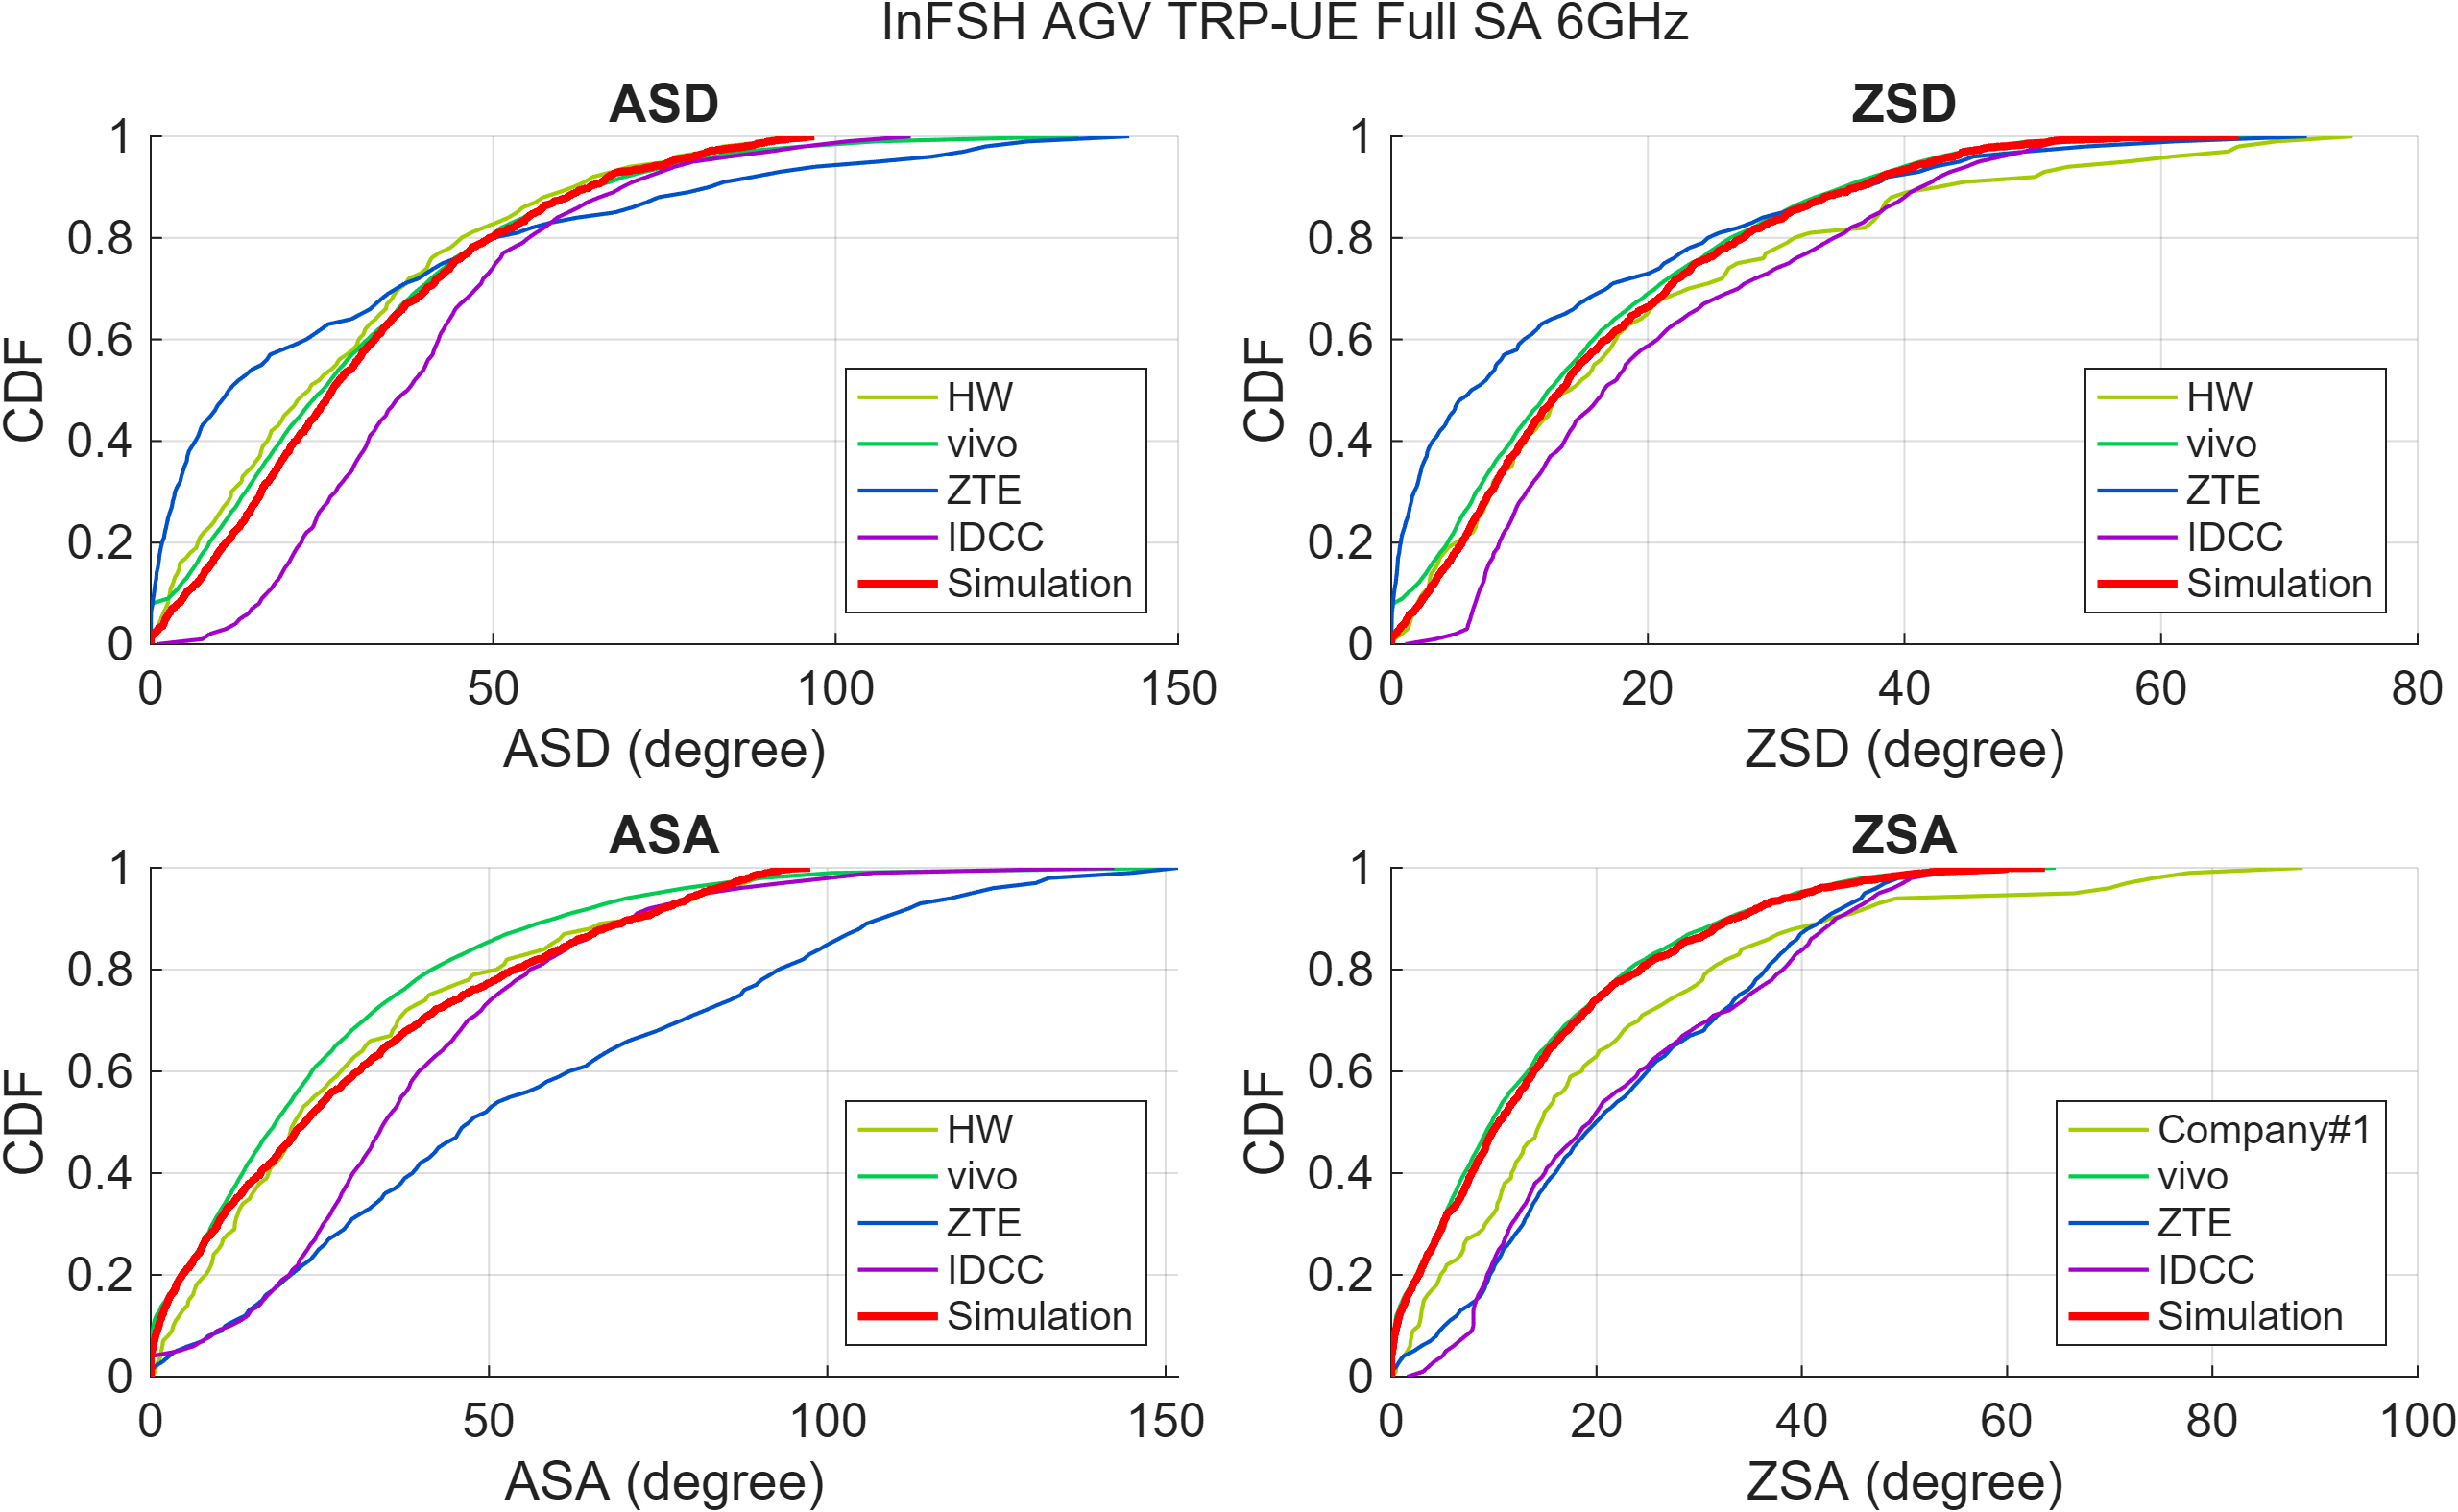 InFSH AGV TRP-UE Full SA 6GHz
ASD
CDF
1
0.8
0.6
0.4
0.2
0
0 50 100 150
ASD (degree)
HW
vivo
ZTE
IDCC
Simulation
ZSD
CDF
1
0.8
0.6
0.4
0.2
0
0 20 40 60 80
ZSD (degree)
HW
vivo
ZTE
IDCC
Simulation
ASA
CDF
1
0.8
0.6
0.4
0.2
0
0 50 100 150
ASA (degree)
HW
vivo
ZTE
IDCC
Simulation
ZSA
CDF
1
0.8
0.6
0.4
0.2
0
0 20 40 60 80 100
ZSA (degree)
Company#1
vivo
ZTE
IDCC
Simulation